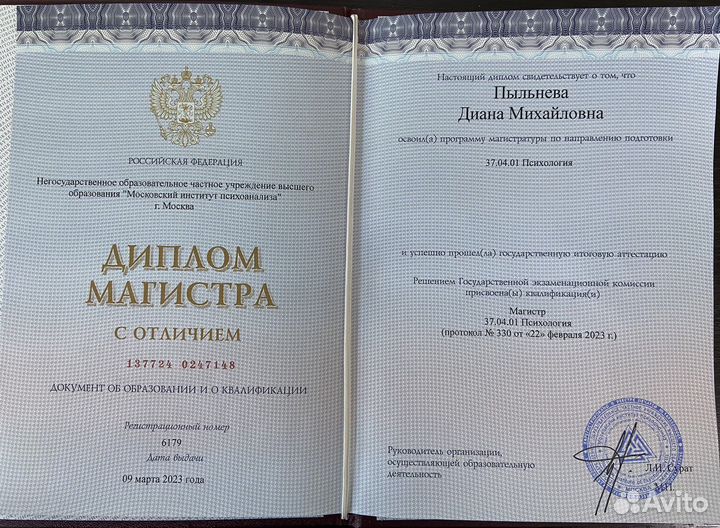 РОССИЙСКАЯ ФЕДЕРАЦИЯ
Негосударственное образовательное частное учреждение высшего
образования "Московский институт психоанализа"
г. Москва
ДИПЛОМ
МАГИСТРА
С ОТЛИЧИЕМ
137724 0247148
ДОКУМЕНТ ОБ ОБРАЗОВАНИИ И О КВАЛИФИКАЦИИ
Регистрационный номер
6179
Дата выдачи
09 марта 2023 года
Настоящий диплом свидетельствует о том, что
Пыльнева
Диана Михайловна
освоил(а) программу магистратуры по направлению подготовки
37.04.01 Психология
и успешно прошел(ла) государственную итоговую аттестацию
Решением Государственной экзаменационной комиссии
присвоена(ы) квалификация(и)
Магистр
37.04.01 Психология
(протокол № 330 от «22» февраля 2023 г.)
Руководитель организации,
осуществляющей образовательную
деятельность
Л.И. Сурат
М.П.
Avito